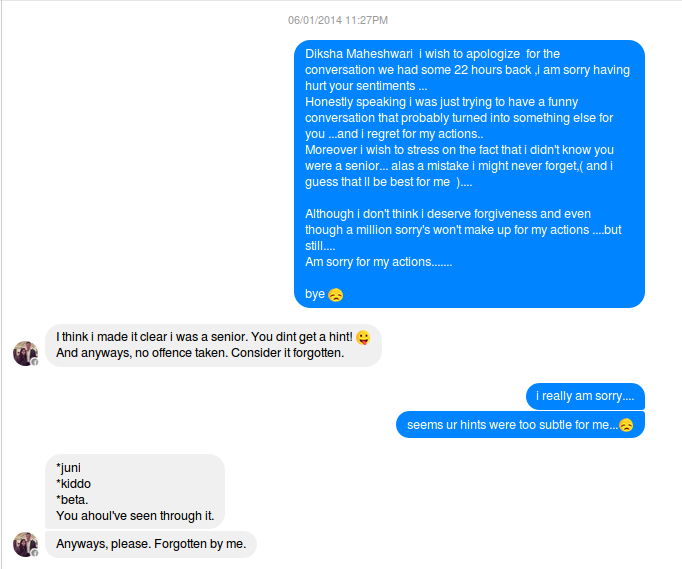 06/01/2014 11:27PM
Diksha Maheshwari i wish to apologize for the
conversation we had some 22 hours back ,i am sorry having
hurt your sentiments ...
Honestly speaking i was just trying to have a funny
conversation that probably turned into something else for
you ...and i regret for my actions..
Moreover i wish to stress on the fact that i didn't know you
were a senior... alas a mistake i might never forget,( and i
guess that ll be best for me )....
Although i don't think i deserve forgiveness and even
though a million sorry's won't make up for my actions ....but
still....
Am sorry for my actions.......
bye 😞
I think i made it clear i was a senior. You dint get a hint! 😜
And anyways, no offence taken. Consider it forgotten.
i really am sorry....
seems ur hints were too subtle for me...😞
*juni
*kiddo
*beta.
You ahoul've seen through it.
Anyways, please. Forgotten by me.